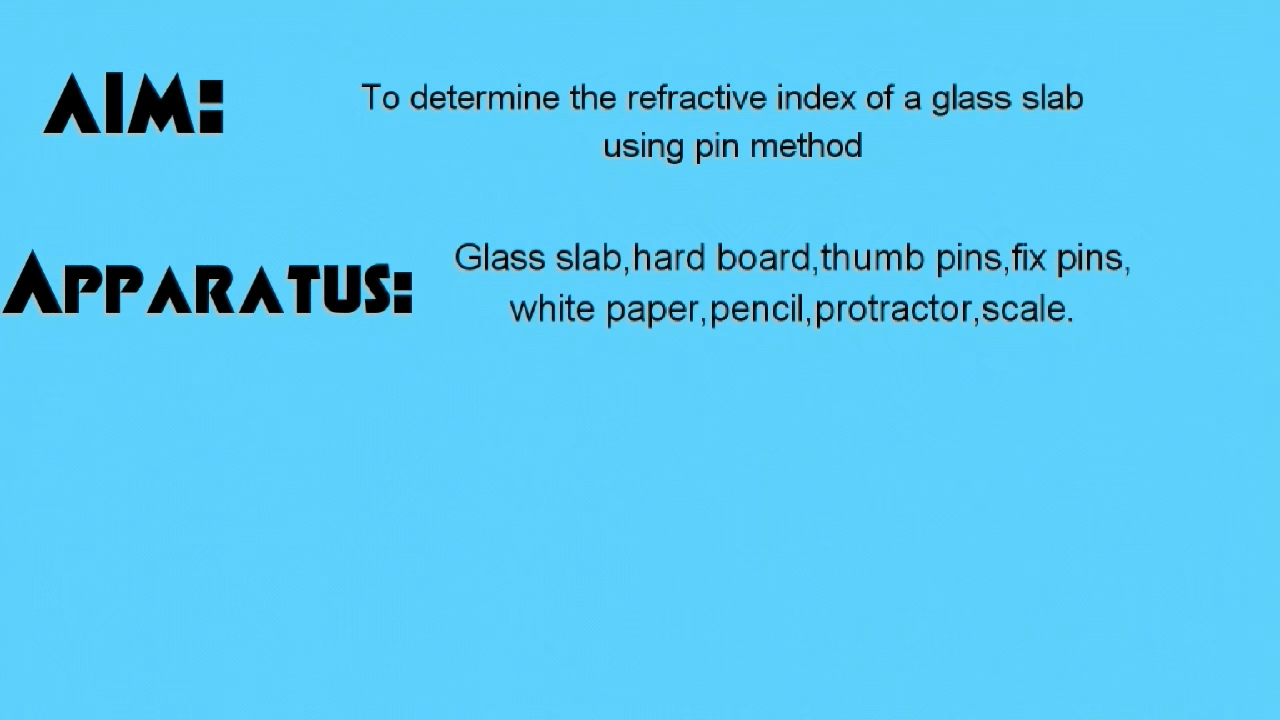 AIM:
To determine the refractive index of a glass slab
using pin method
APPARATUS:
Glass slab,hard board,thumb pins,fix pins,
white paper,pencil,protractor,scale.